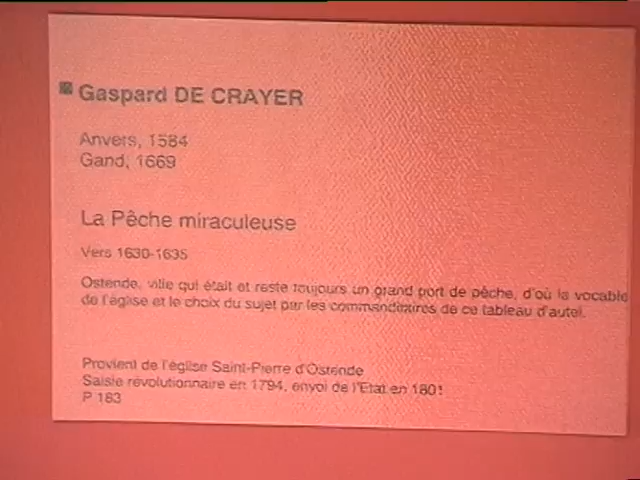 Gaspard DE CRAYER
Anvers, 1584
Gand, 1669
La Pêche miraculeuse
Vers 1630-1635
Ostende, ville qui était et reste toujours un grand port de pêche, d'où la vocable
de l'église et le choix du sujet par les commanditaires de ce tableau d'autel.
Provient de l'église Saint-Pierre d'Ostende
Saisie révolutionnaire en 1794, envoi de l'Etat en 1801
P 183